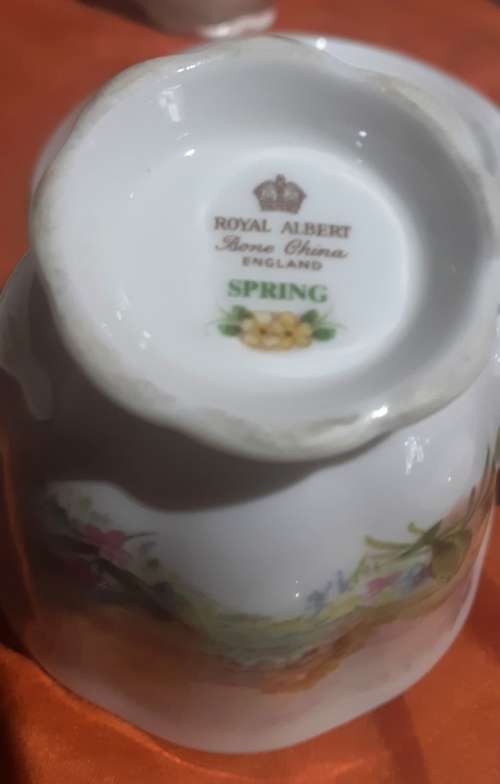 ROYAL ALBERT
Bone China
ENGLAND
SPRING